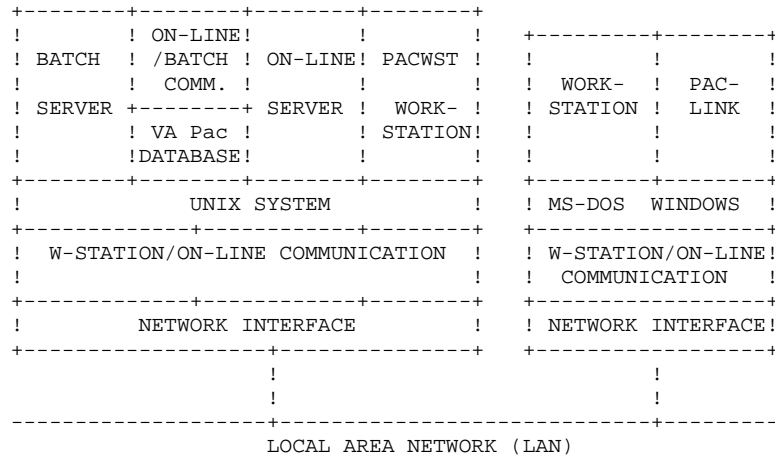 +--------+--------+--------+--------+
!        ! ON-LINE!        !        !   +---------+--------+
! BATCH  ! /BATCH ! ON-LINE! PACWST !   !         !        !
!        !  COMM. !        !        !   !  WORK-  !  PAC-  !
! SERVER +--------+ SERVER !  WORK- !   ! STATION !  LINK  !
!        ! VA Pac !        ! STATION!   !         !        !
!        !DATABASE!        !        !   !         !        !
+--------+--------+--------+--------+   +---------+--------+
!             UNIX SYSTEM           !   ! MS-DOS  WINDOWS  !
+-------------+------------+--------+   +------------------+
!  W-STATION/ON-LINE COMMUNICATION  !   ! W-STATION/ON-LINE!
!                                   !   !  COMMUNICATION   !
+-------------+------------+--------+   +------------------+
!         NETWORK INTERFACE         !   ! NETWORK INTERFACE!
+-------------------+---------------+   +------------------+
                    !                             !
                    !                             !
--------------------+-----------------------------+---------
                    LOCAL AREA NETWORK (LAN)